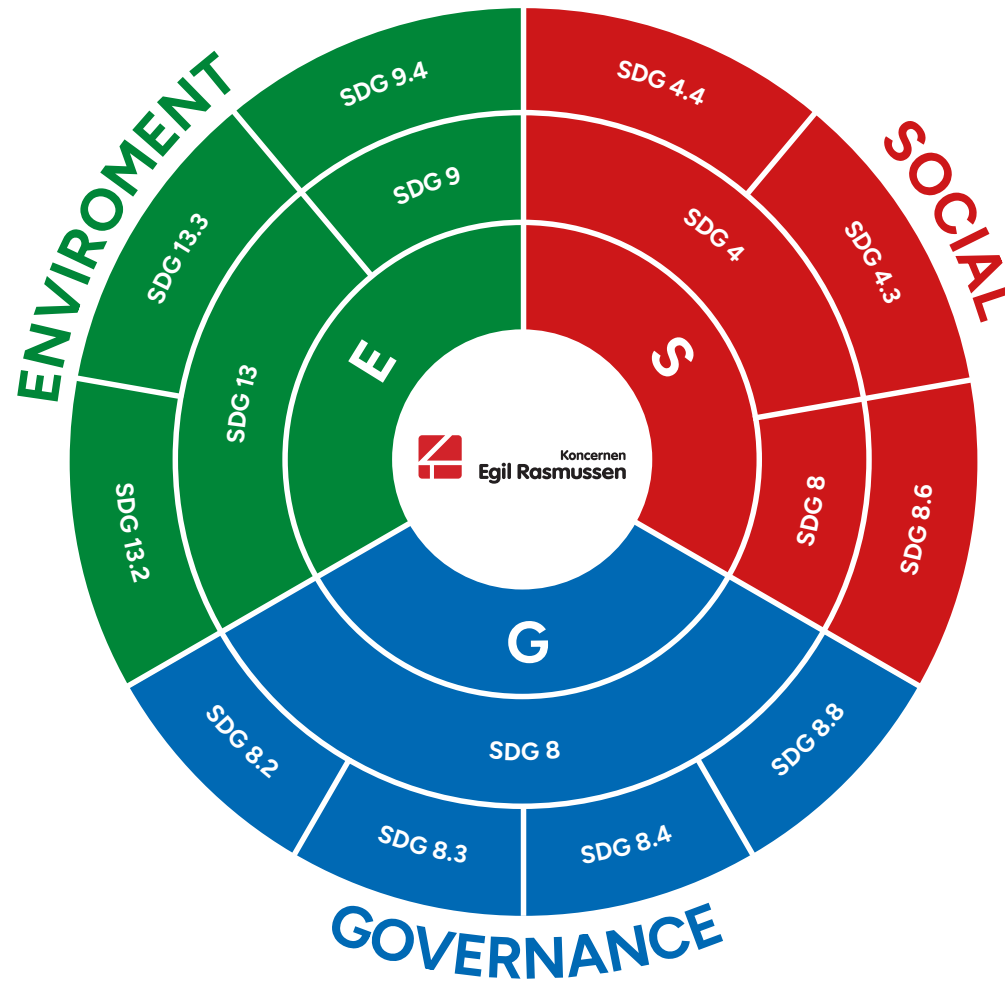 ENVIROMENT
SOCIAL
GOVERNANCE
SDG 9.4
SDG 4.4
SDG 13.3
SDG 9
SDG 4
SDG 4.3
SDG 13
E
S
SDG 13.2
Koncernen
Egil Rasmussen
SDG 8
SDG 8.6
G
SDG 8
SDG 8.2
SDG 8.3
SDG 8.4
SDG 8.8